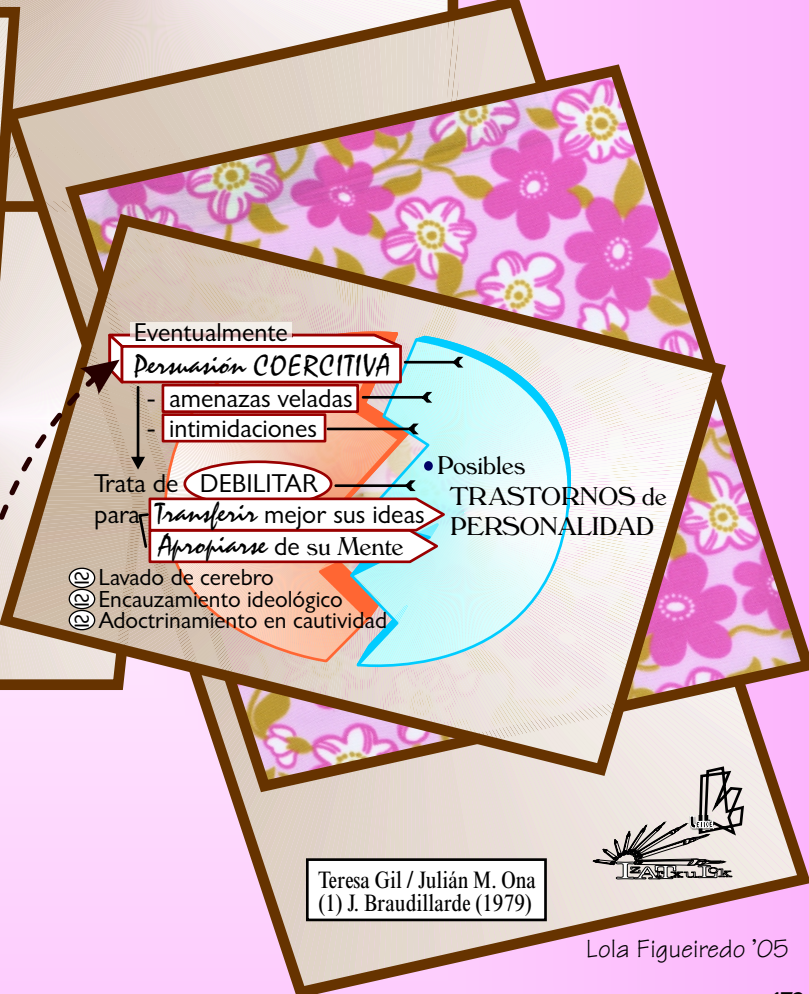 Eventualmente
Persuasión COERCITIVA
- amenazas veladas
- intimidaciones
Trata de DEBILITAR
para Transferir mejor sus ideas
Apropiarse de su Mente
Lavado de cerebro
Encauzamiento ideológico
Adoctrinamiento en cautividad
• Posibles
TRASTORNOS de
PERSONALIDAD
Teresa Gil / Julián M. Ona
(1) J. Braudillarde (1979)
Lola Figueiredo '05